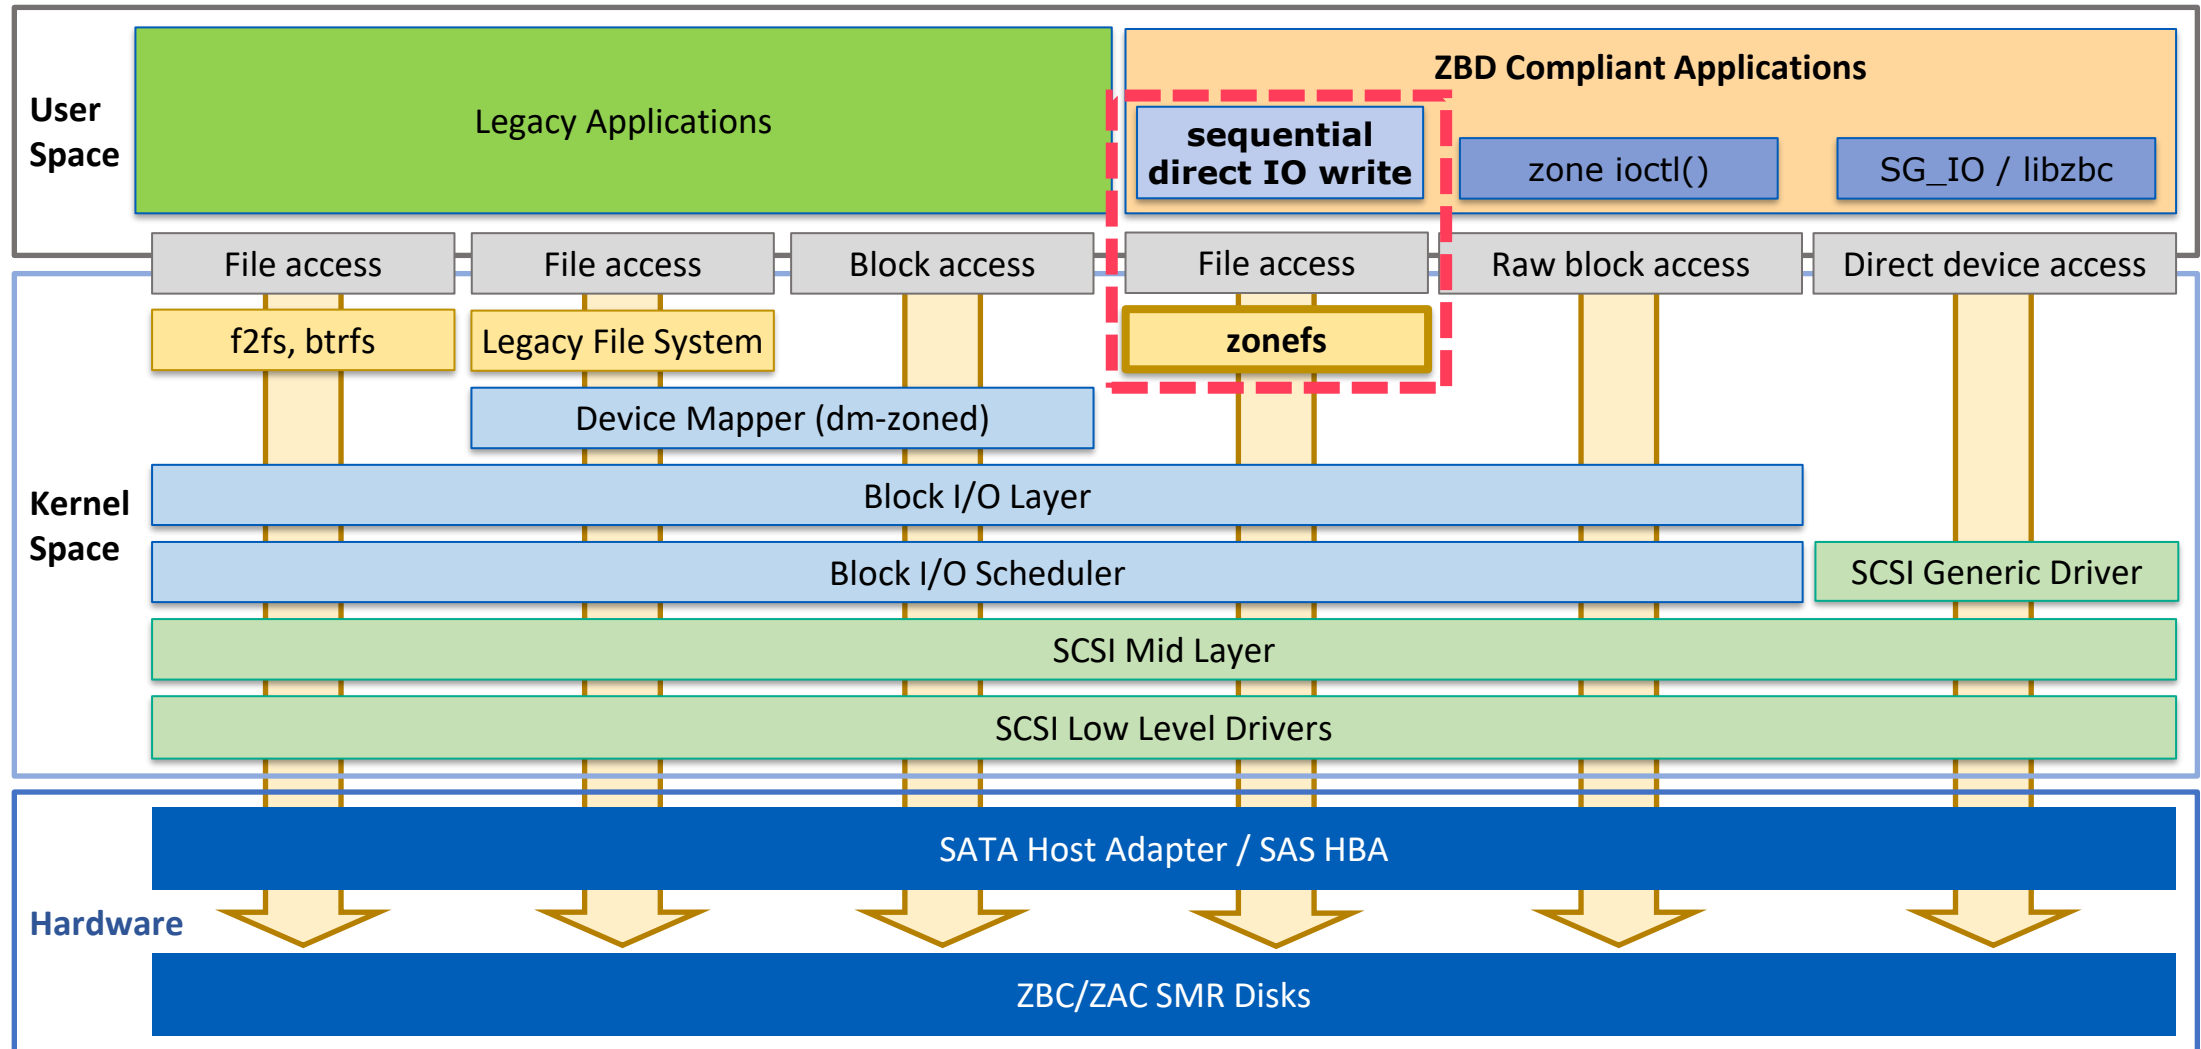 User
Space
Legacy Applications
ZBD Compliant Applications
sequential
direct IO write
zone ioctl()
SG_IO / libzbc
File access
File access
Block access
File access
Raw block access
Direct device access
Kernel
Space
f2fs, btrfs
Legacy File System
zonefs
Device Mapper (dm-zoned)
Block I/O Layer
Block I/O Scheduler
SCSI Generic Driver
SCSI Mid Layer
SCSI Low Level Drivers
Hardware
SATA Host Adapter / SAS HBA
ZBC/ZAC SMR Disks